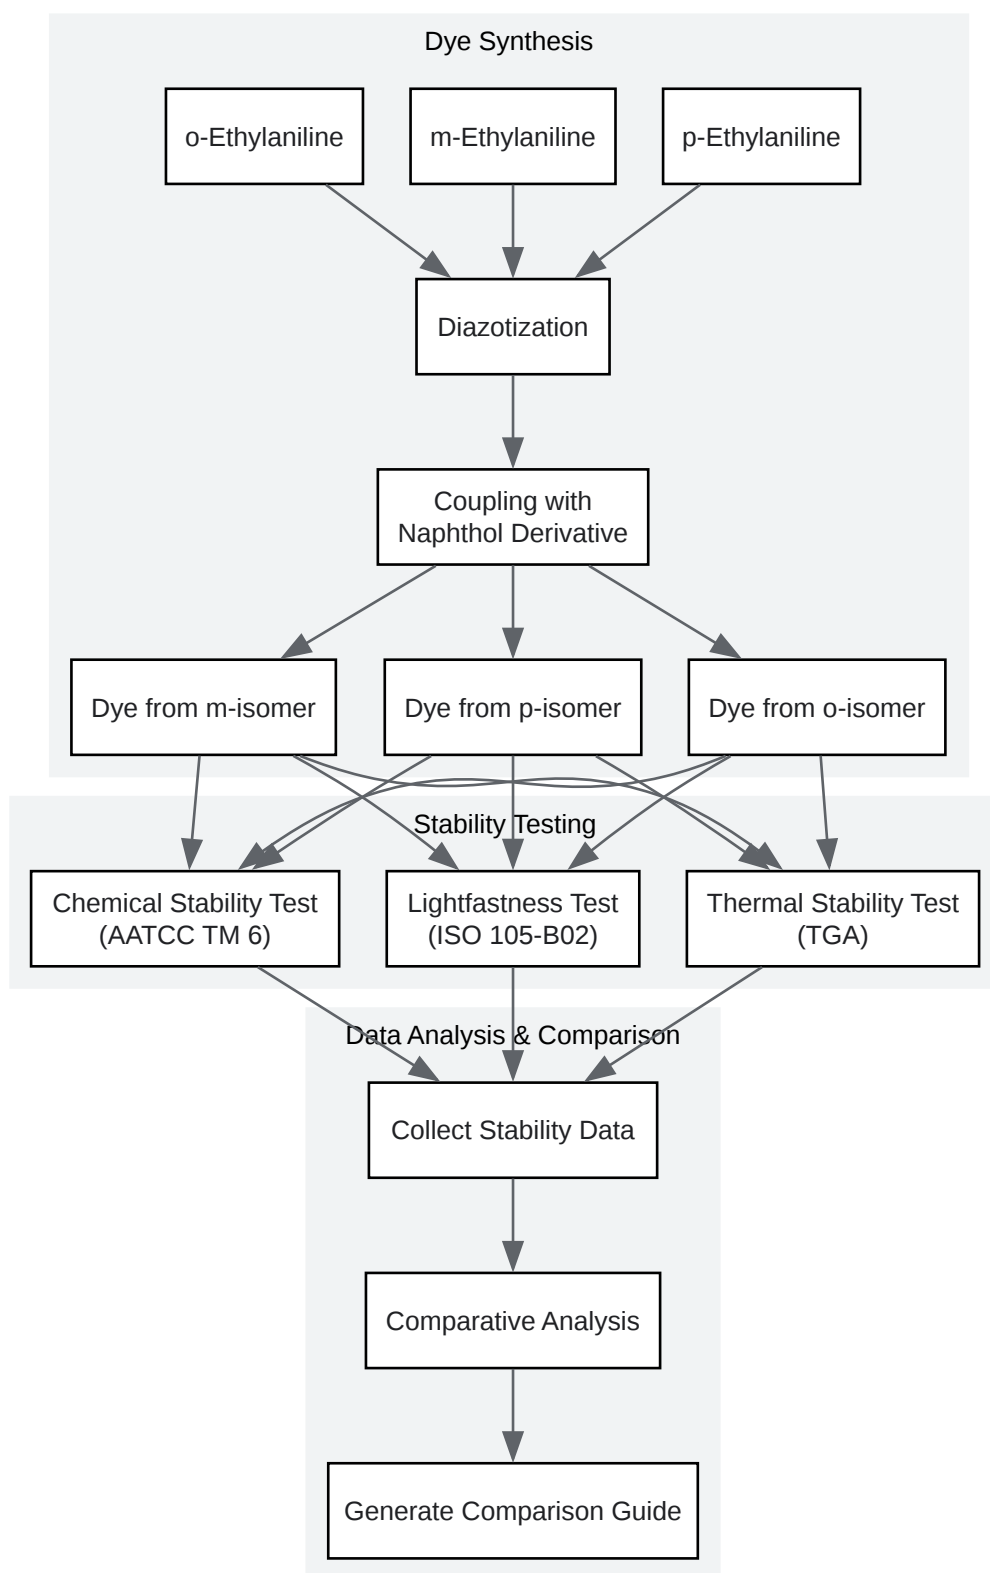 Dye Synthesis
o-Ethylaniline
m-Ethylaniline
p-Ethylaniline
Diazotization
Coupling with
Naphthol Derivative
Dye from m-isomer
Dye from p-isomer
Dye from o-isomer
Stability Testing
Chemical Stability Test
(AATCC TM 6)
Lightfastness Test
(ISO 105-B02)
Thermal Stability Test
(TGA)
Data Analysis & Comparison
Collect Stability Data
Comparative Analysis
Generate Comparison Guide